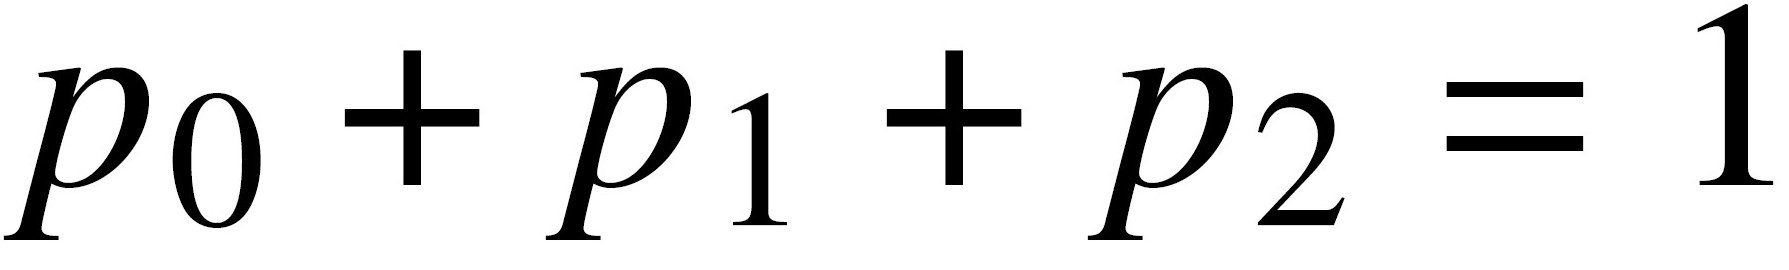 p₀ + p₁ + p₂ = 1